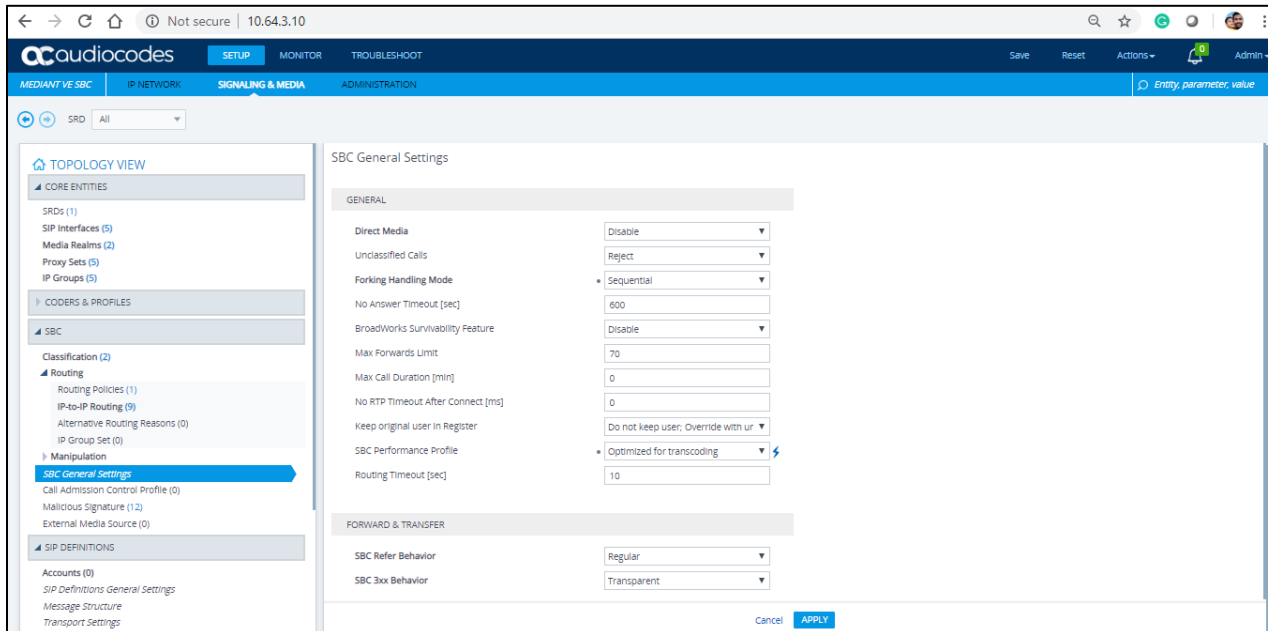 Not secure | 10.64.3.10
audiocodes SETUP MONITOR TROUBLESHOOT Save Reset Actions 0 Admin
MEDIANT VE SBC IP NETWORK SIGNALING & MEDIA ADMINISTRATION Entity, parameter, value
SRD All
TOPOLOGY VIEW
CORE ENTITIES
SRDs (1)
SIP Interfaces (5)
Media Realms (2)
Proxy Sets (5)
IP Groups (5)
CODERS & PROFILES
SBC
Classification (2)
Routing
Routing Policies (1)
IP-to-IP Routing (9)
Alternative Routing Reasons (0)
IP Group Set (0)
Manipulation
SBC General Settings
Call Admission Control Profile (0)
Malicious Signature (12)
External Media Source (0)
SIP DEFINITIONS
Accounts (0)
SIP Definitions General Settings
Message Structure
Transport Settings
SBC General Settings
GENERAL
Direct Media Disable
Unclassified Calls Reject
Forking Handling Mode Sequential
No Answer Timeout [sec] 600
BroadWorks Survivability Feature Disable
Max Forwards Limit 70
Max Call Duration [min] 0
No RTP Timeout After Connect [ms] 0
Keep original user in Register Do not keep user; Override with ur
SBC Performance Profile Optimized for transcoding
Routing Timeout [sec] 10
FORWARD & TRANSFER
SBC Refer Behavior Regular
SBC 3xx Behavior Transparent
Cancel APPLY